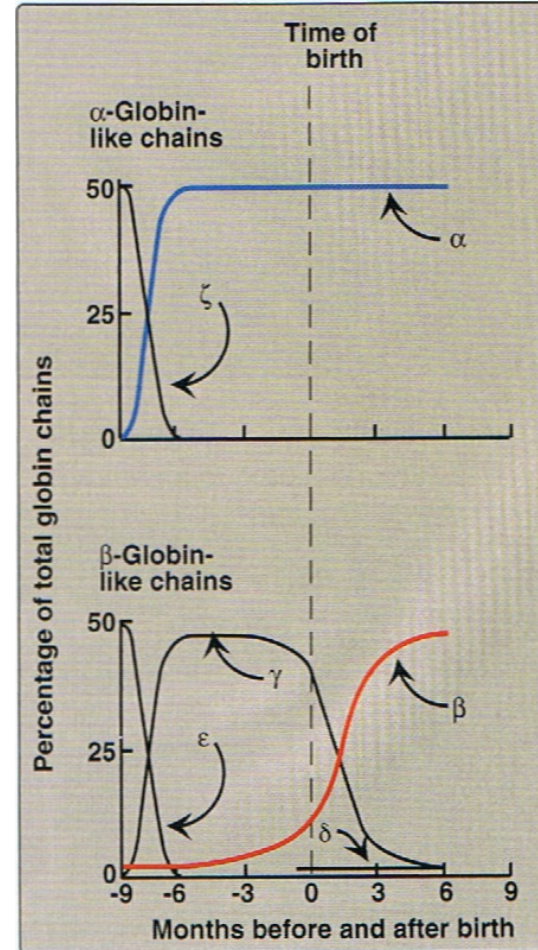 Time of
birth
α-Globin-
like chains
50
α
ζ
25
0
Percentage of total globin chains
β-Globin-
like chains
50
γ
β
ε
25
δ
0
-9 -6 -3 0 3 6 9
Months before and after birth